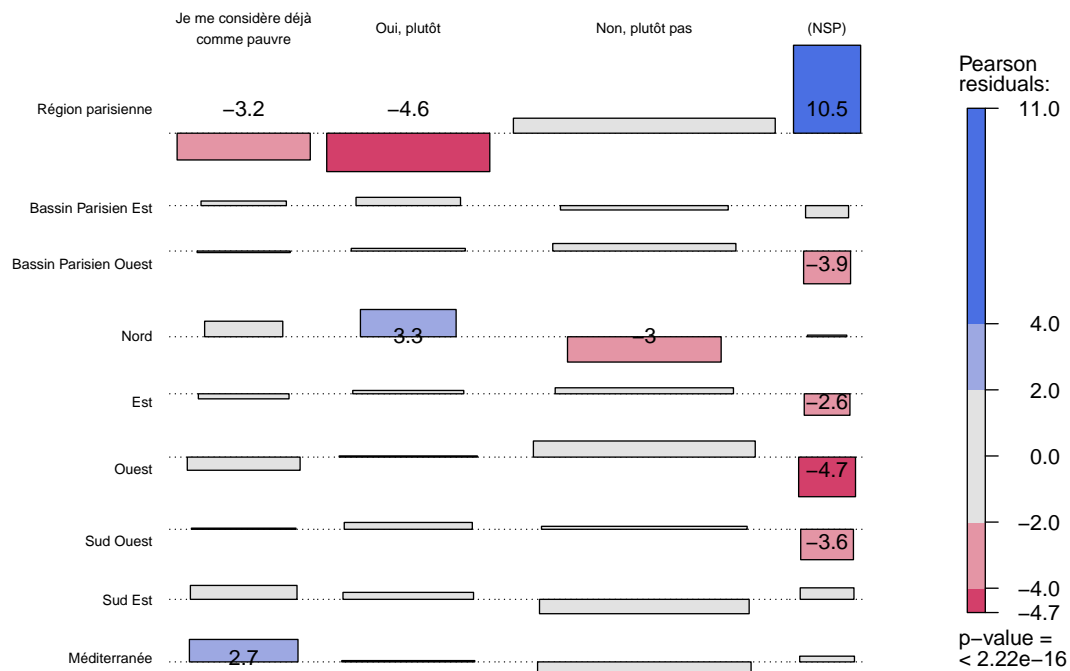 Je me considère déjà
comme pauvre
Oui, plutôt
Non, plutôt pas
(NSP)
Région parisienne
−3.2
−4.6
10.5
Bassin Parisien Est
Bassin Parisien Ouest
−3.9
Nord
3.3
−3
Est
−2.6
Ouest
−4.7
Sud Ouest
−3.6
Sud Est
Méditerranée
2.7
Pearson
residuals:
11.0
4.0
2.0
0.0
−2.0
−4.0
−4.7
p−value =
< 2.22e−16